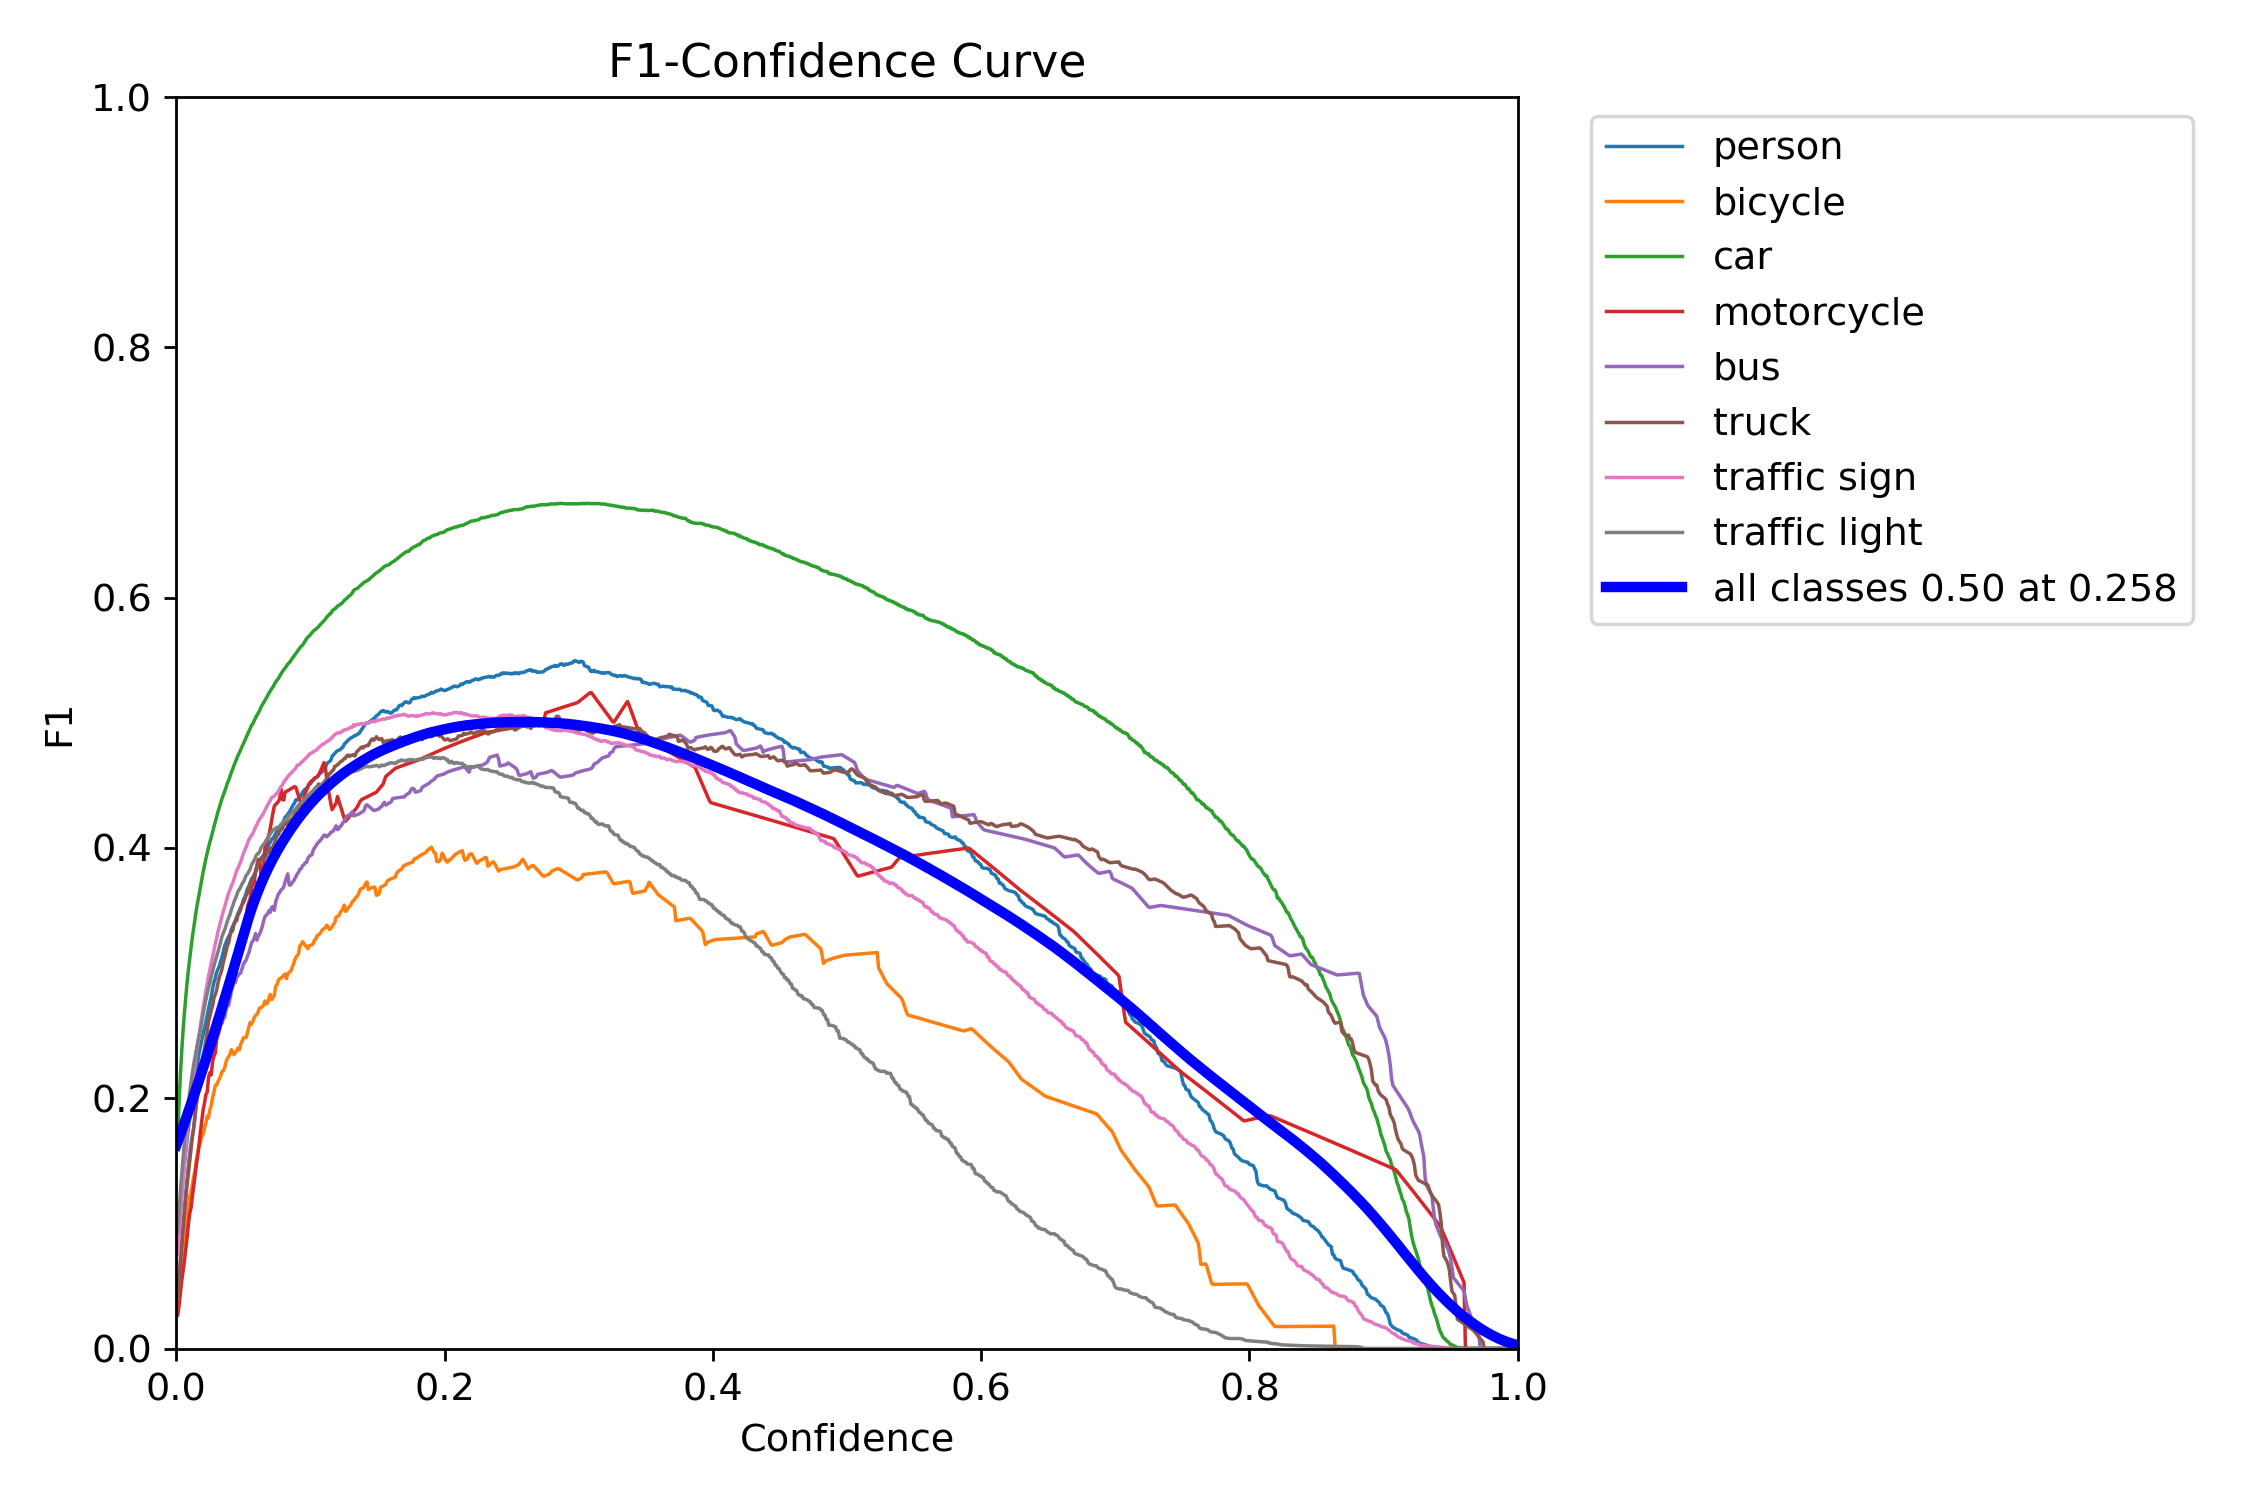 F1-Confidence Curve
1.0
0.8
0.6
0.4
0.2
0.0
F1
0.0 0.2 0.4 0.6 0.8 1.0
Confidence
person
bicycle
car
motorcycle
bus
truck
traffic sign
traffic light
all classes 0.50 at 0.258